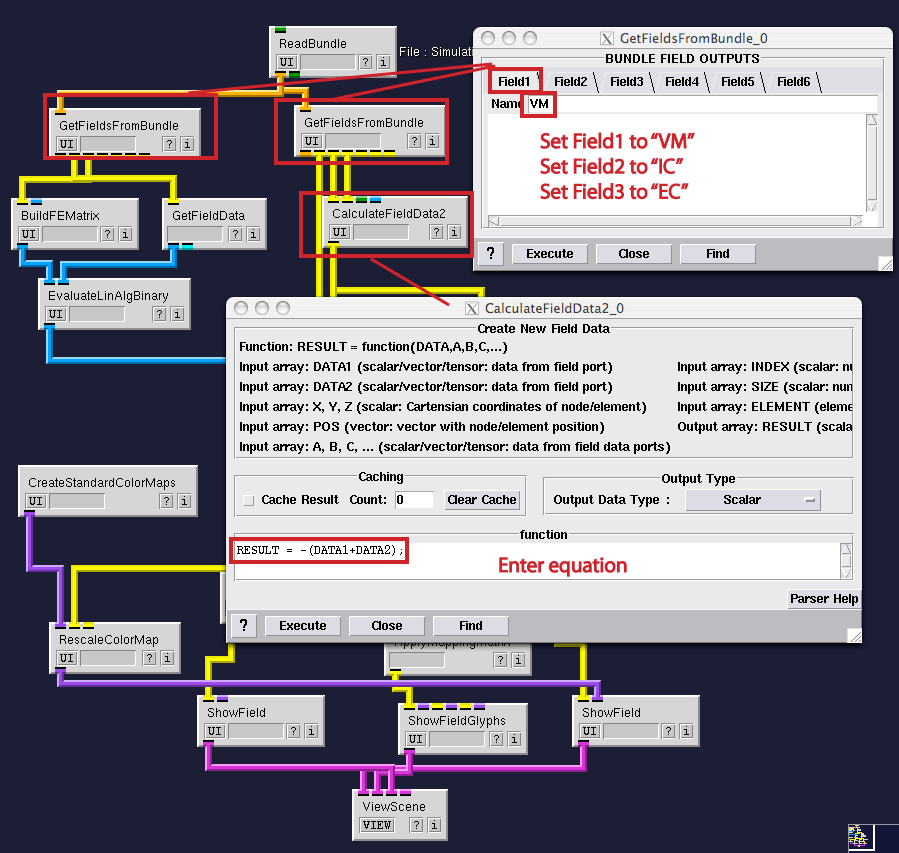 ReadBundle
UI ? i
File : Simulati
GetFieldsFromBundle
UI ? i
GetFieldsFromBundle
UI ? i
BuildFEMatrix
UI ? i
GetFieldData
? i
CalculateFieldData2
UI ? i
EvaluateLinAlgBinary
UI ? i
GetFieldsFromBundle_0
BUNDLE FIELD OUTPUTS
Field1 Field2 Field3 Field4 Field5 Field6
Name VM
Set Field1 to “VM”
Set Field2 to “IC”
Set Field3 to “EC”
? Execute Close Find
CalculateFieldData2_0
Create New Field Data
Function: RESULT = function(DATA,A,B,C,...)
Input array: DATA1 (scalar/vector/tensor: data from field port) Input array: INDEX (scalar: nu
Input array: DATA2 (scalar/vector/tensor: data from field port) Input array: SIZE (scalar: num
Input array: X, Y, Z (scalar: Cartensian coordinates of node/element) Input array: ELEMENT (eleme
Input array: POS (vector: vector with node/element position) Output array: RESULT (scala
Input array: A, B, C, ... (scalar/vector/tensor: data from field data ports)
Caching
Cache Result Count: 0 Clear Cache
Output Type
Output Data Type : Scalar
function
RESULT = -(DATA1+DATA2);
Enter equation
Parser Help
? Execute Close Find
CreateStandardColorMaps
UI ? i
RescaleColorMap
UI ? i
ApplyMappingMatrix
? i
ShowField
UI ? i
ShowFieldGlyphs
UI ? i
ShowField
UI ? i
ViewScene
VIEW ? i